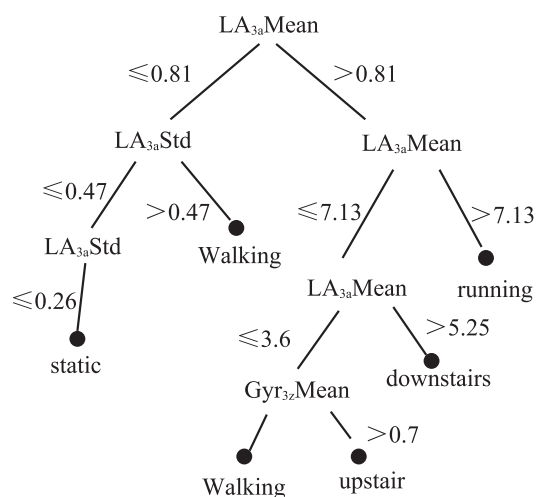 LA₃ₐMean
≤0.81 >0.81
LA₃ₐStd LA₃ₐMean
≤0.47 >0.47 ≤7.13 >7.13
LA₃ₐStd Walking
≤0.26 LA₃ₐMean running
static ≤3.6 >5.25
Gyr₃zMean downstairs
>0.7
Walking upstair